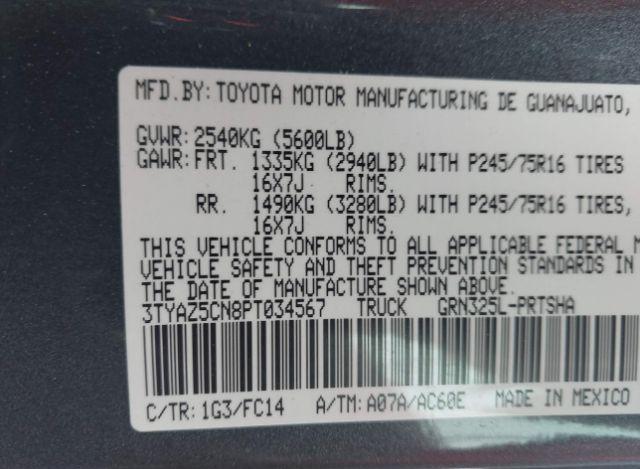 MFD.BY: TOYOTA MOTOR MANUFACTURING DE GUANAJUATO,
GVWR: 2540KG (5600LB)
GAWR: FRT. 1335KG (2940LB) WITH P245/75R16 TIRES
16X7J RIMS.
RR. 1490KG (3280LB) WITH P245/75R16 TIRES,
16X7J RIMS.
THIS VEHICLE CONFORMS TO ALL APPLICABLE FEDERAL M
VEHICLE SAFETY AND THEFT PREVENTION STANDARDS IN
THE DATE OF MANUFACTURE SHOWN ABOVE.
3TYAZ5CN8PT034567 TRUCK GRN325L-PRTSHA
C/TR: 1G3/FC14 A/TM: A07A/AC60E MADE IN MEXICO